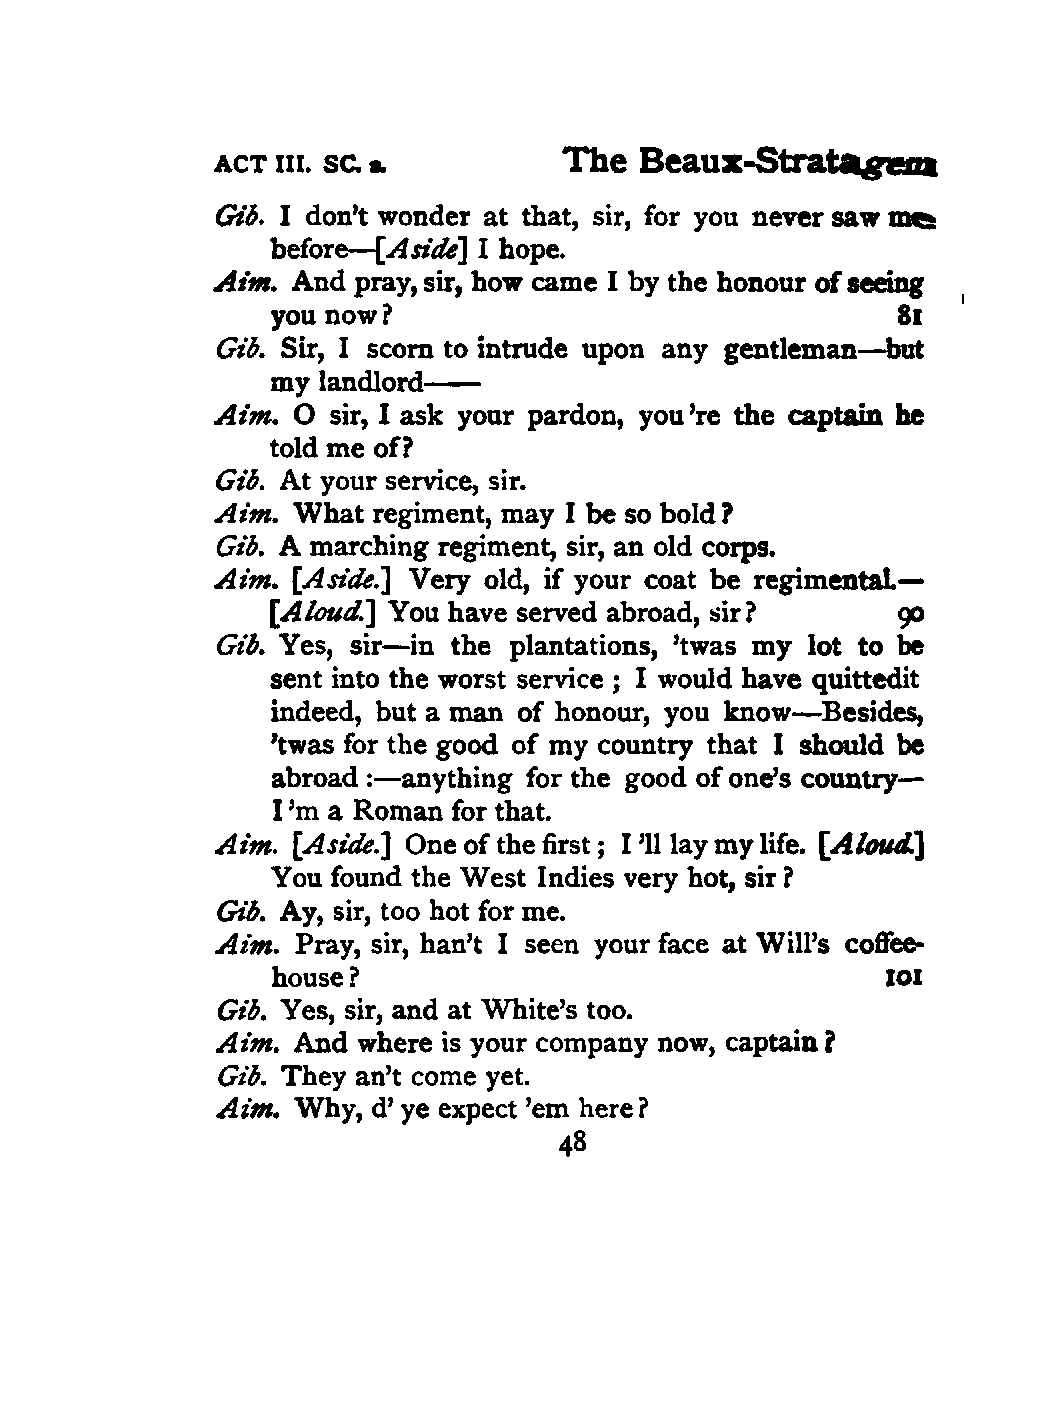 ACT III. SC. 2. The Beaux-Stratagem
Gib. I don't wonder at that, sir, for you never saw me
before—[Aside] I hope.
Aim. And pray, sir, how came I by the honour of seeing
you now? 81
Gib. Sir, I scorn to intrude upon any gentleman—but
my landlord——
Aim. O sir, I ask your pardon, you're the captain he
told me of?
Gib. At your service, sir.
Aim. What regiment, may I be so bold?
Gib. A marching regiment, sir, an old corps.
Aim. [Aside.] Very old, if your coat be regimental.—
[Aloud.] You have served abroad, sir? 90
Gib. Yes, sir—in the plantations, 'twas my lot to be
sent into the worst service; I would have quitted it
indeed, but a man of honour, you know—Besides,
'twas for the good of my country that I should be
abroad:—anything for the good of one's country—
I'm a Roman for that.
Aim. [Aside.] One of the first; I'll lay my life. [Aloud.]
You found the West Indies very hot, sir?
Gib. Ay, sir, too hot for me.
Aim. Pray, sir, han't I seen your face at Will's coffee-
house? 101
Gib. Yes, sir, and at White's too.
Aim. And where is your company now, captain?
Gib. They an't come yet.
Aim. Why, d' ye expect 'em here?
48